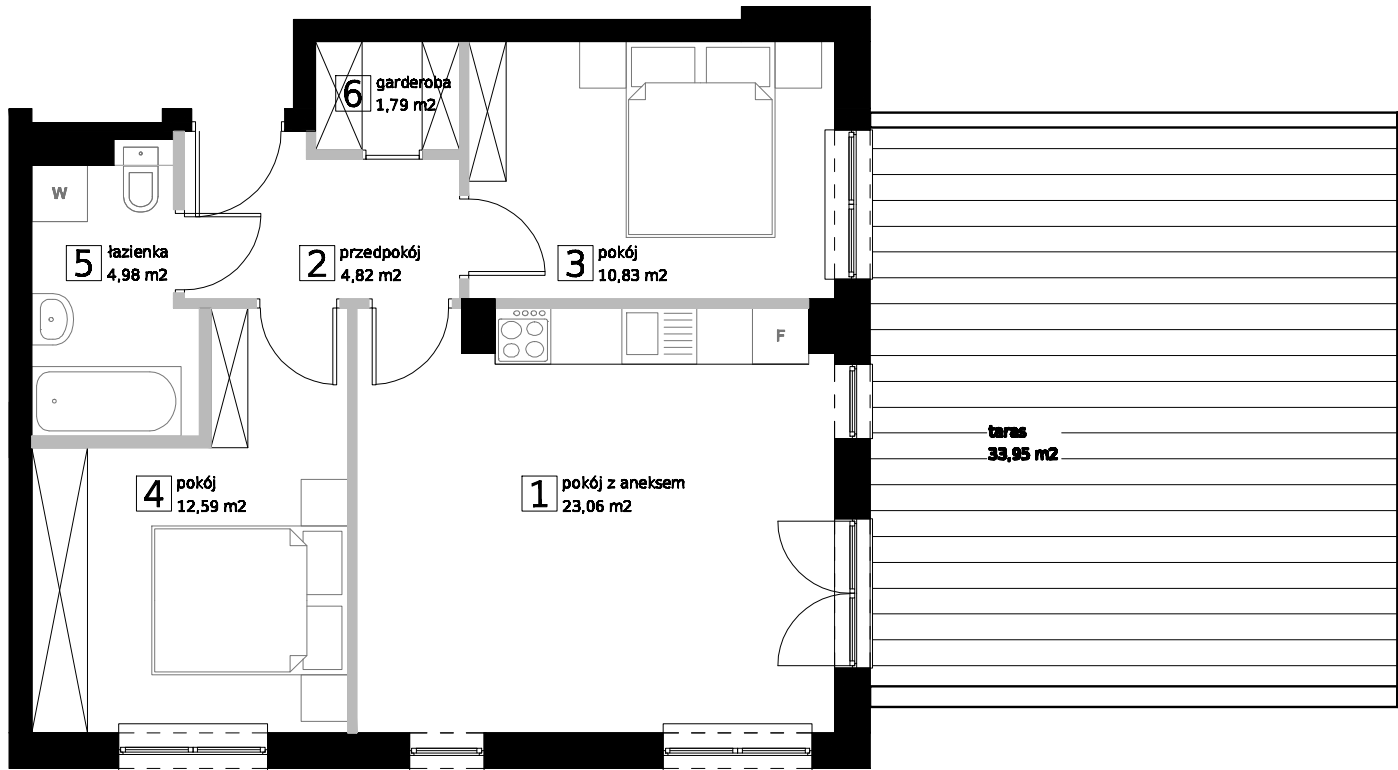 6 garderoba
1,79 m2
W
5 łazienka
4,98 m2
2 przedpokój
4,82 m2
3 pokój
10,83 m2
F
taras
33,95 m2
4 pokój
12,59 m2
1 pokój z aneksem
23,06 m2